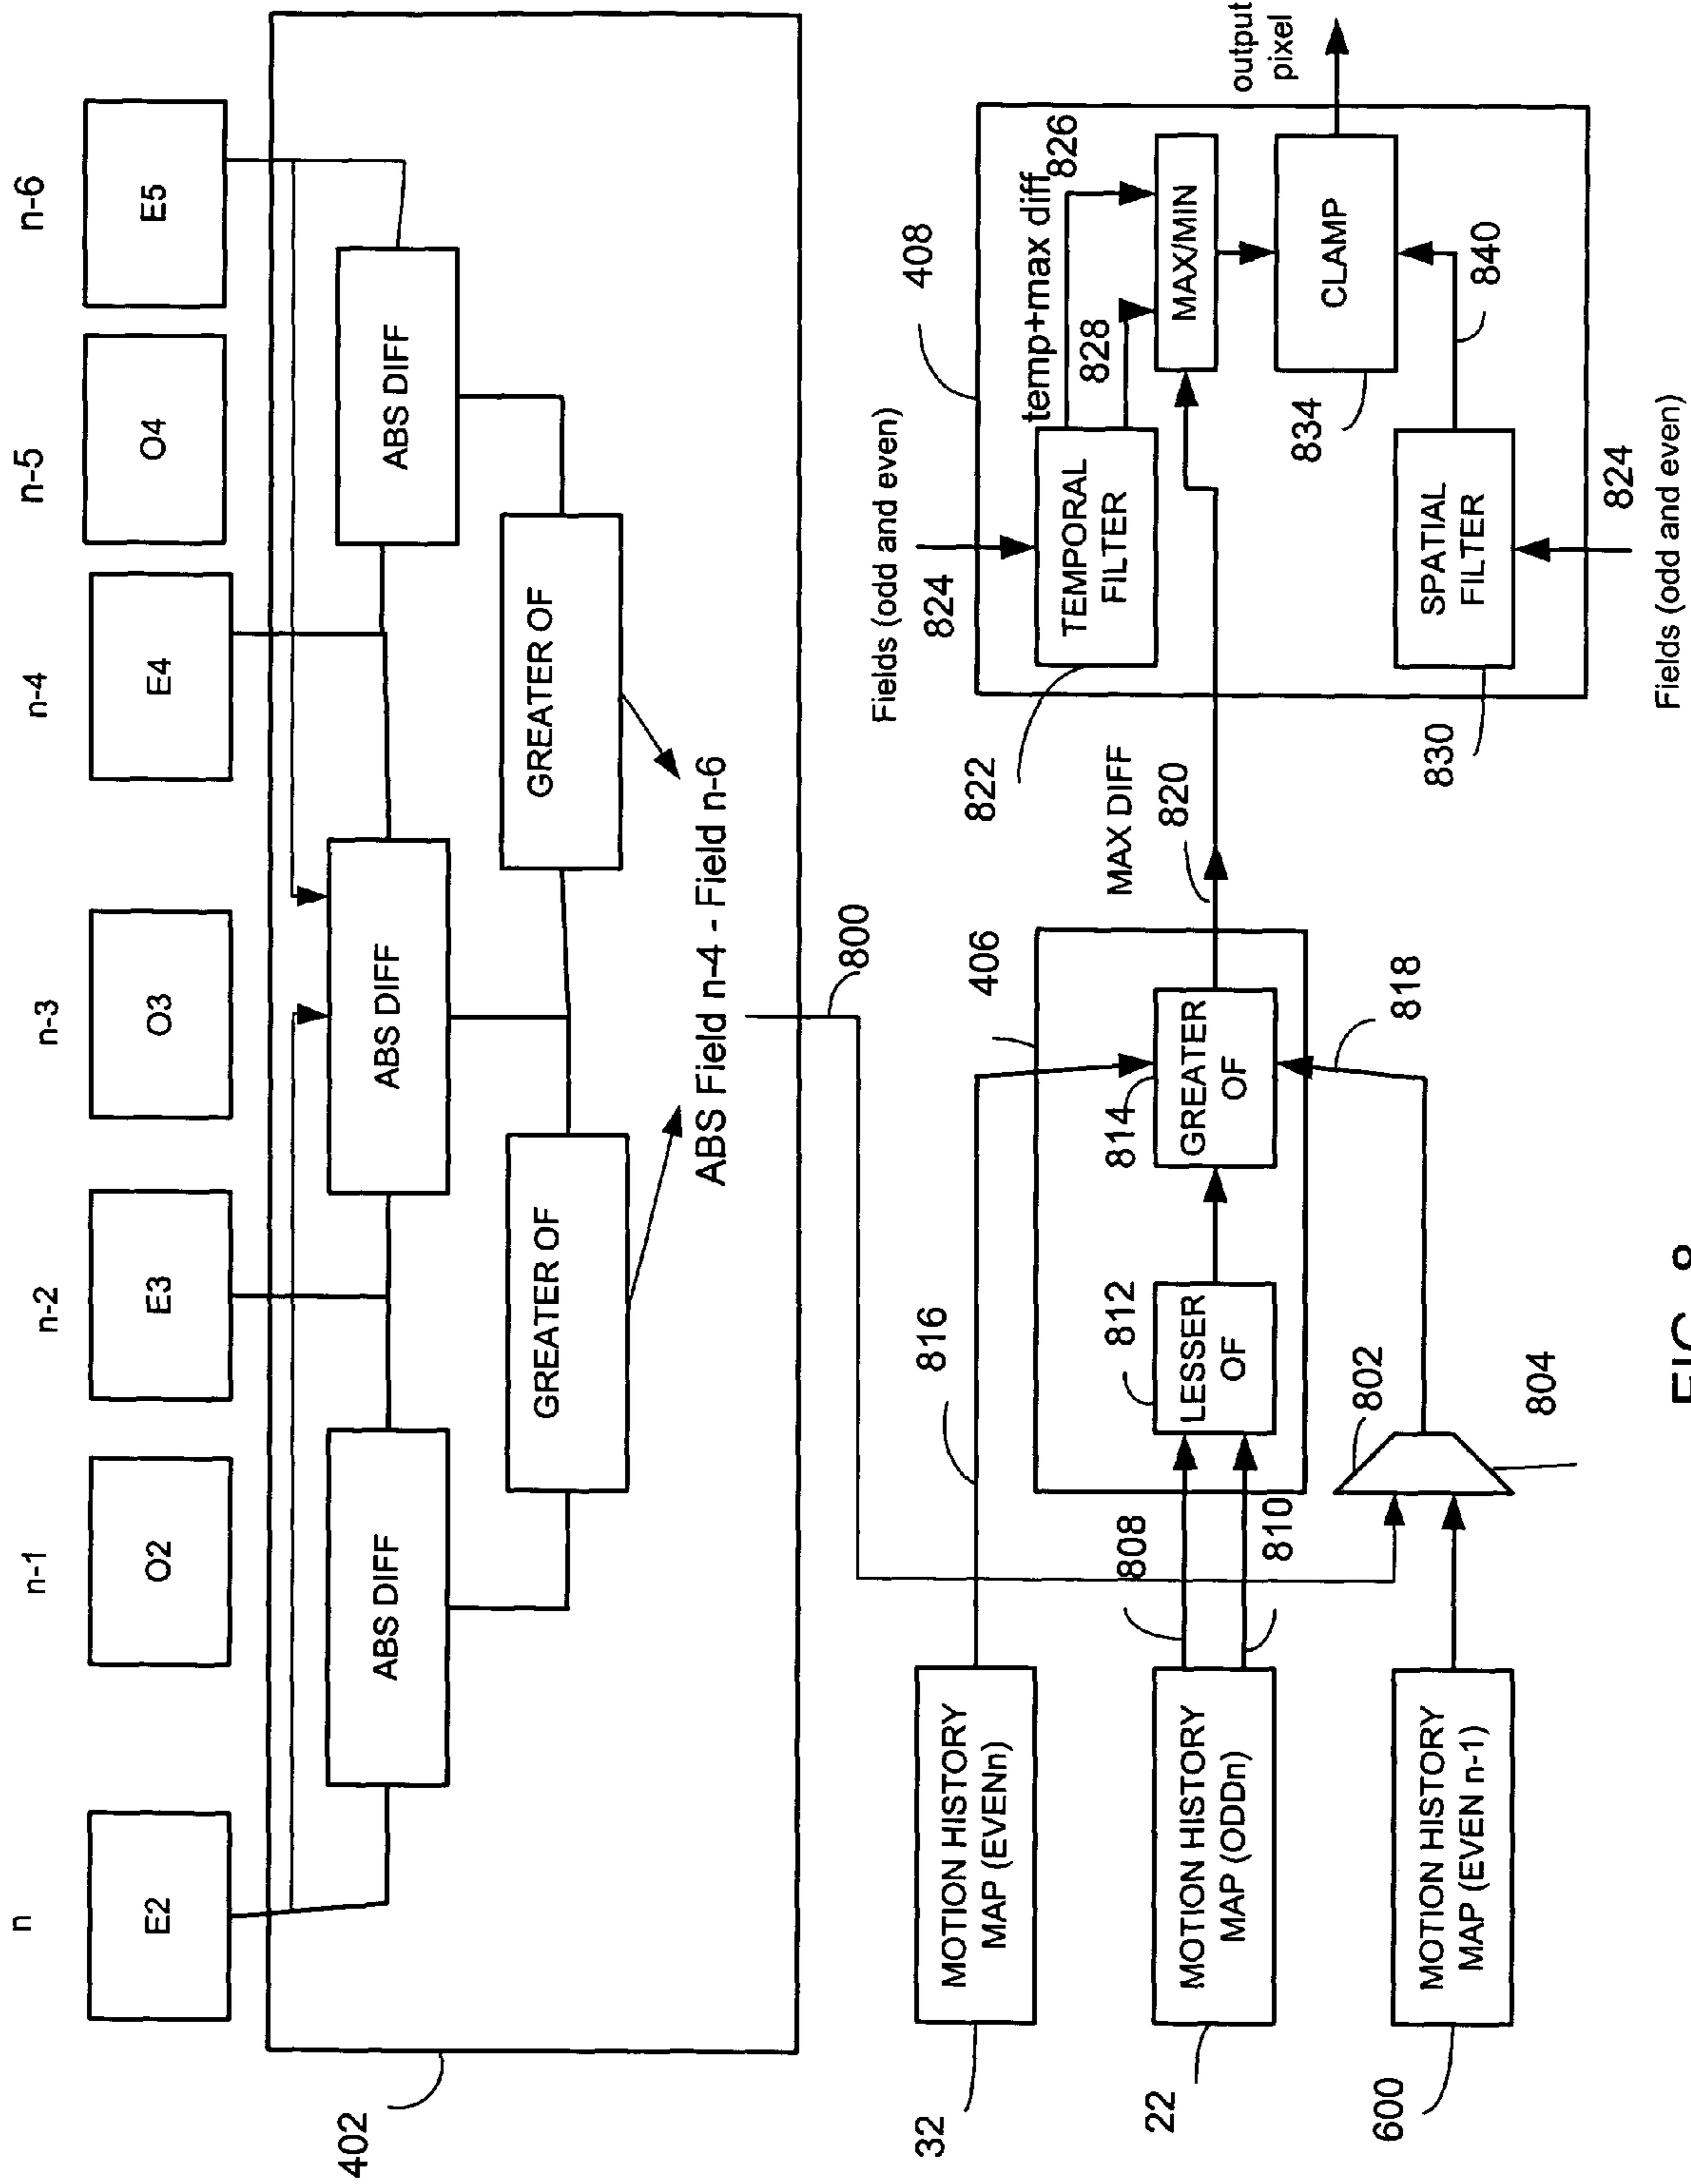 n
n-1
n-2
n-3
n-4
n-5
n-6
E2
O2
E3
O3
E4
O4
E5
402
ABS DIFF
ABS DIFF
ABS DIFF
GREATER OF
GREATER OF
ABS Field n-4 - Field n-6
800
32
MOTION HISTORY
MAP (EVENn)
816
22
MOTION HISTORY
MAP (ODDn)
808
810
600
MOTION HISTORY
MAP (EVEN n-1)
802
804
406
LESSER
OF
812
GREATER
OF
814
818
MAX DIFF
820
408
Fields (odd and even)
824
TEMPORAL
FILTER
822
temp+max diff
826
828
MAX/MIN
CLAMP
834
output
pixel
SPATIAL
FILTER
830
840
824
Fields (odd and even)